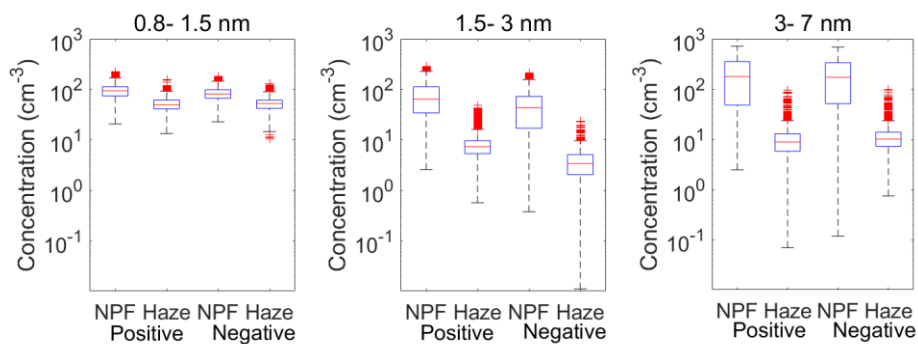 0.8- 1.5 nm
Concentration (cm⁻³)
10³
10²
10¹
10⁰
10⁻¹
NPF Haze NPF Haze
Positive Negative
1.5- 3 nm
Concentration (cm⁻³)
10³
10²
10¹
10⁰
10⁻¹
NPF Haze NPF Haze
Positive Negative
3- 7 nm
Concentration (cm⁻³)
10³
10²
10¹
10⁰
10⁻¹
NPF Haze NPF Haze
Positive Negative